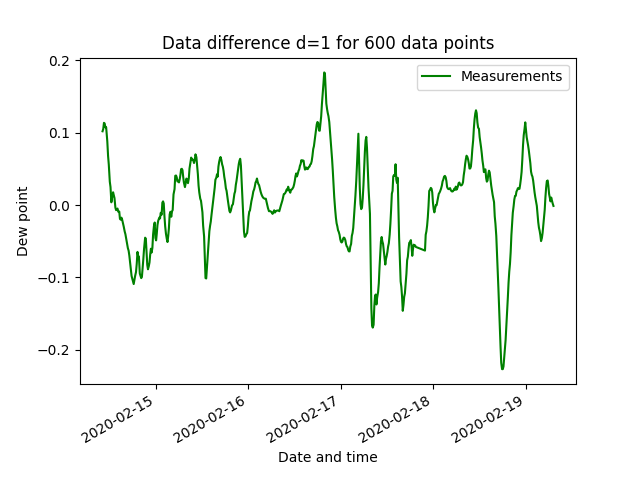 Data difference d=1 for 600 data points
Measurements
Dew point
0.2
0.1
0.0
−0.1
−0.2
2020-02-15
2020-02-16
2020-02-17
2020-02-18
2020-02-19
Date and time